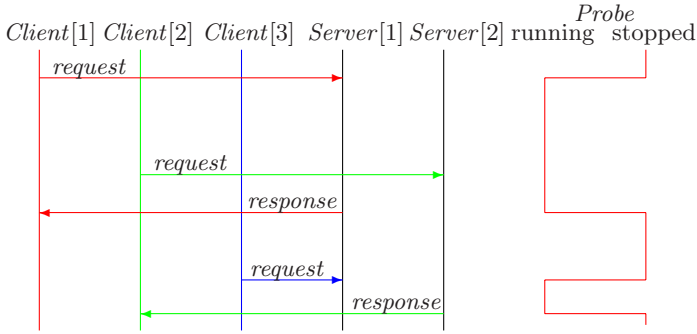 Probe
Client[1] Client[2] Client[3] Server[1] Server[2] running stopped
request
request
response
request
response